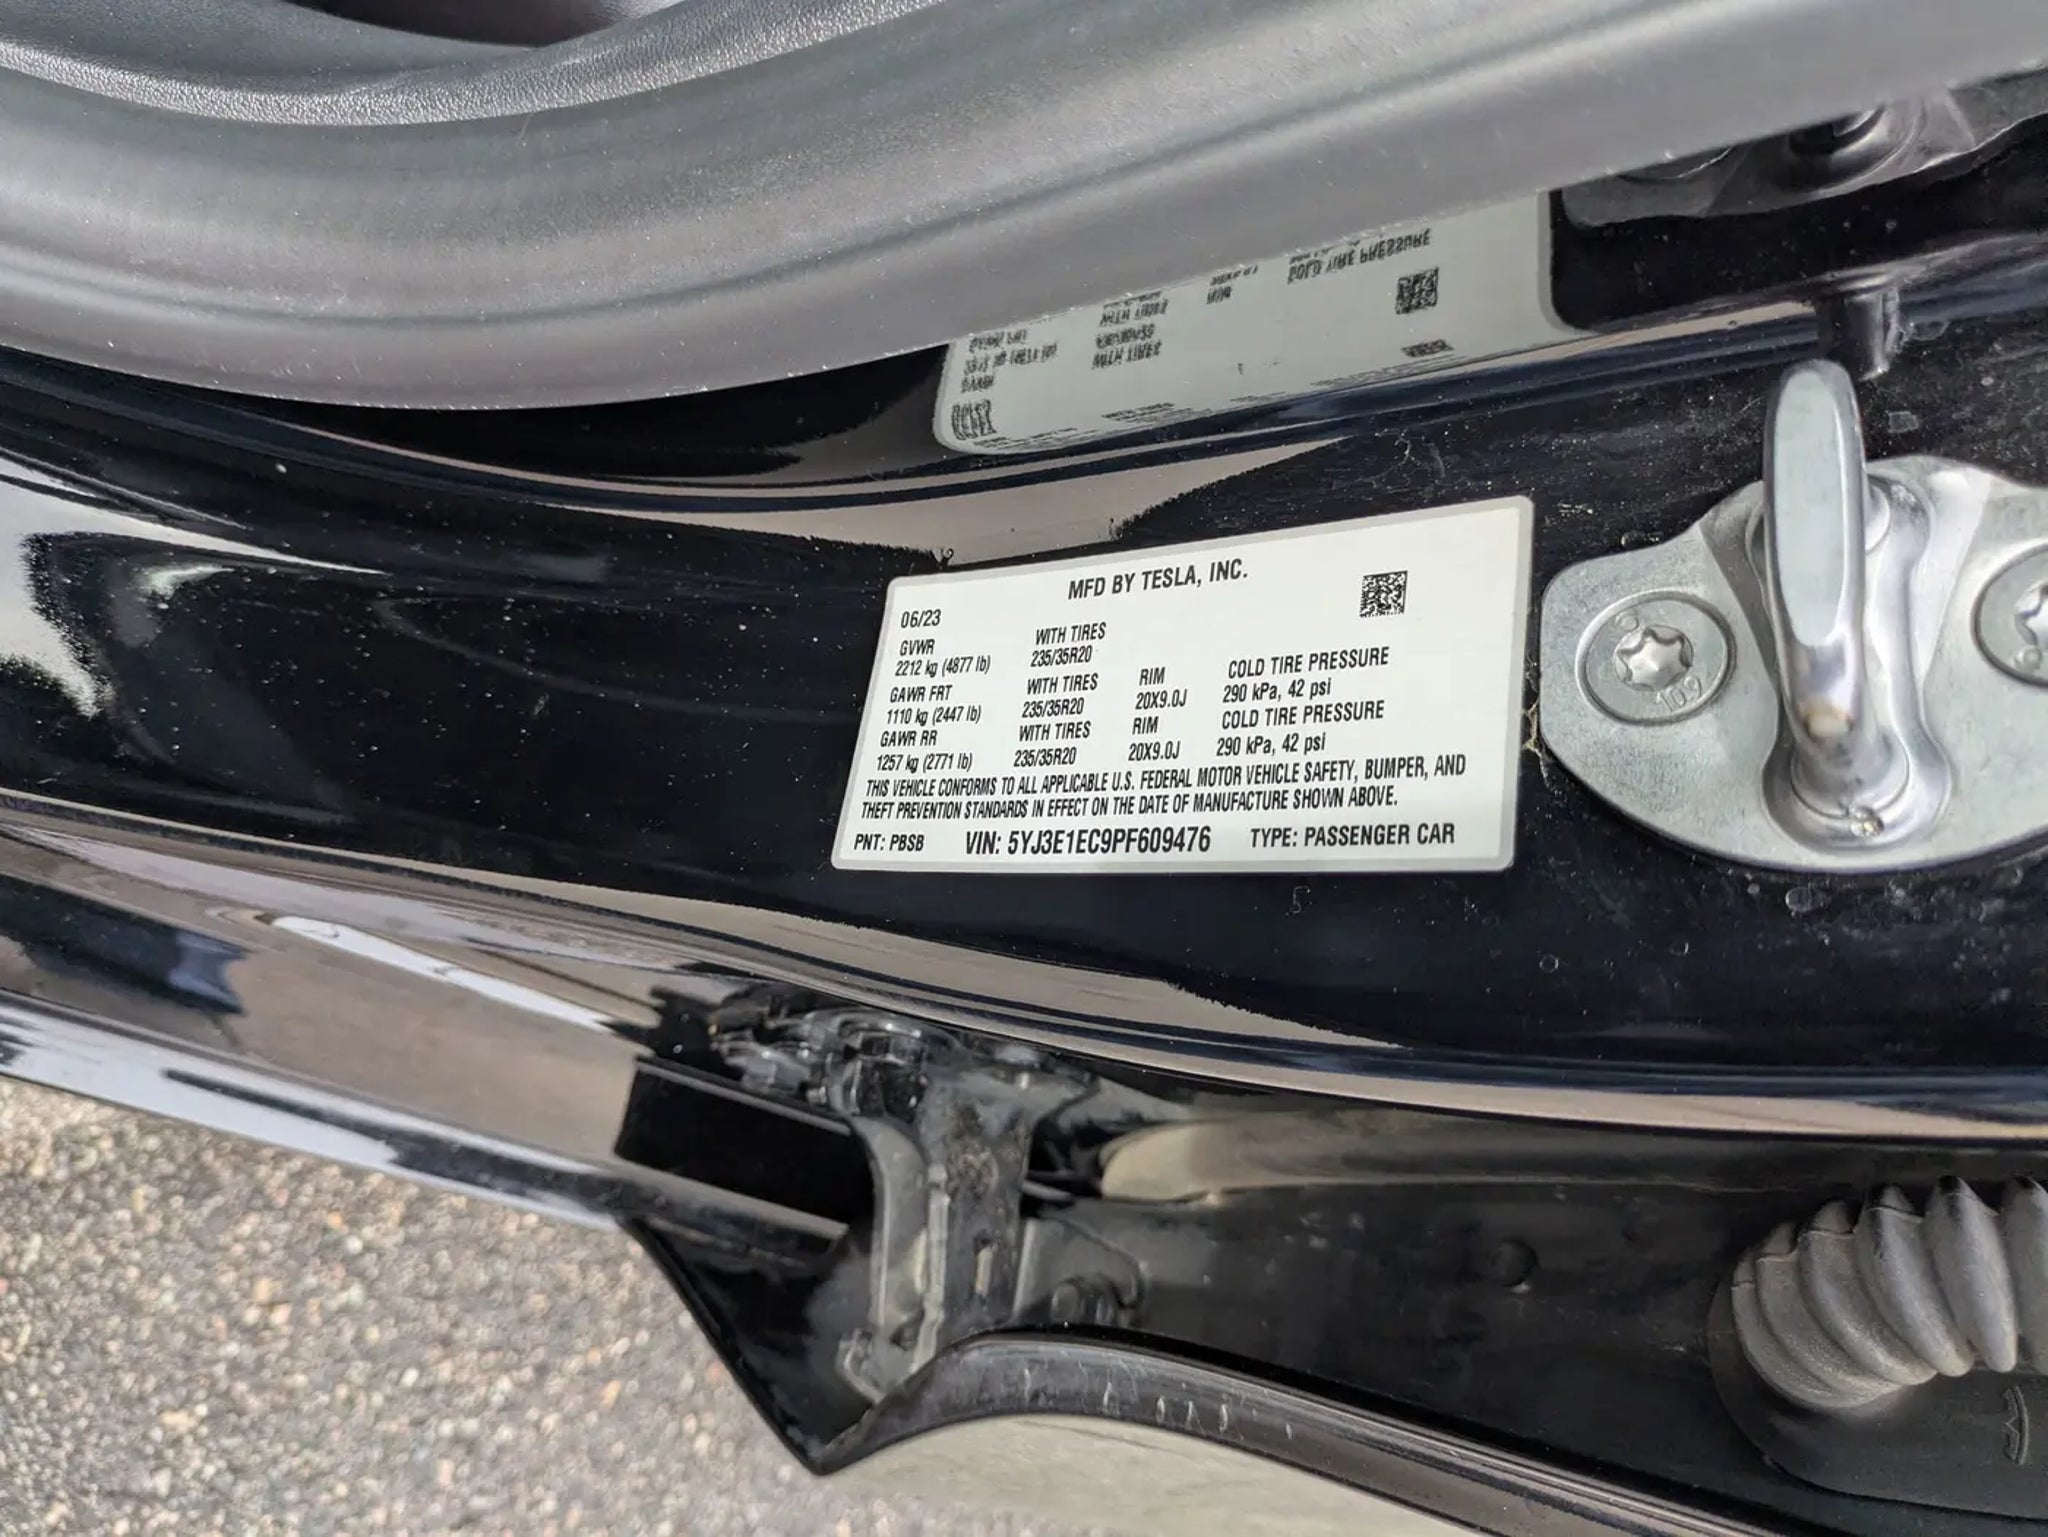 MFD BY TESLA, INC.
06/23
GVWR WITH TIRES
2212 kg (4877 lb) 235/35R20
GAWR FRT WITH TIRES RIM COLD TIRE PRESSURE
1110 kg (2447 lb) 235/35R20 20X9.0J 290 kPa, 42 psi
GAWR RR WITH TIRES RIM COLD TIRE PRESSURE
1257 kg (2771 lb) 235/35R20 20X9.0J 290 kPa, 42 psi
THIS VEHICLE CONFORMS TO ALL APPLICABLE U.S. FEDERAL MOTOR VEHICLE SAFETY, BUMPER, AND
THEFT PREVENTION STANDARDS IN EFFECT ON THE DATE OF MANUFACTURE SHOWN ABOVE.
PNT: PBSB VIN: 5YJ3E1EC9PF609476 TYPE: PASSENGER CAR
10.9